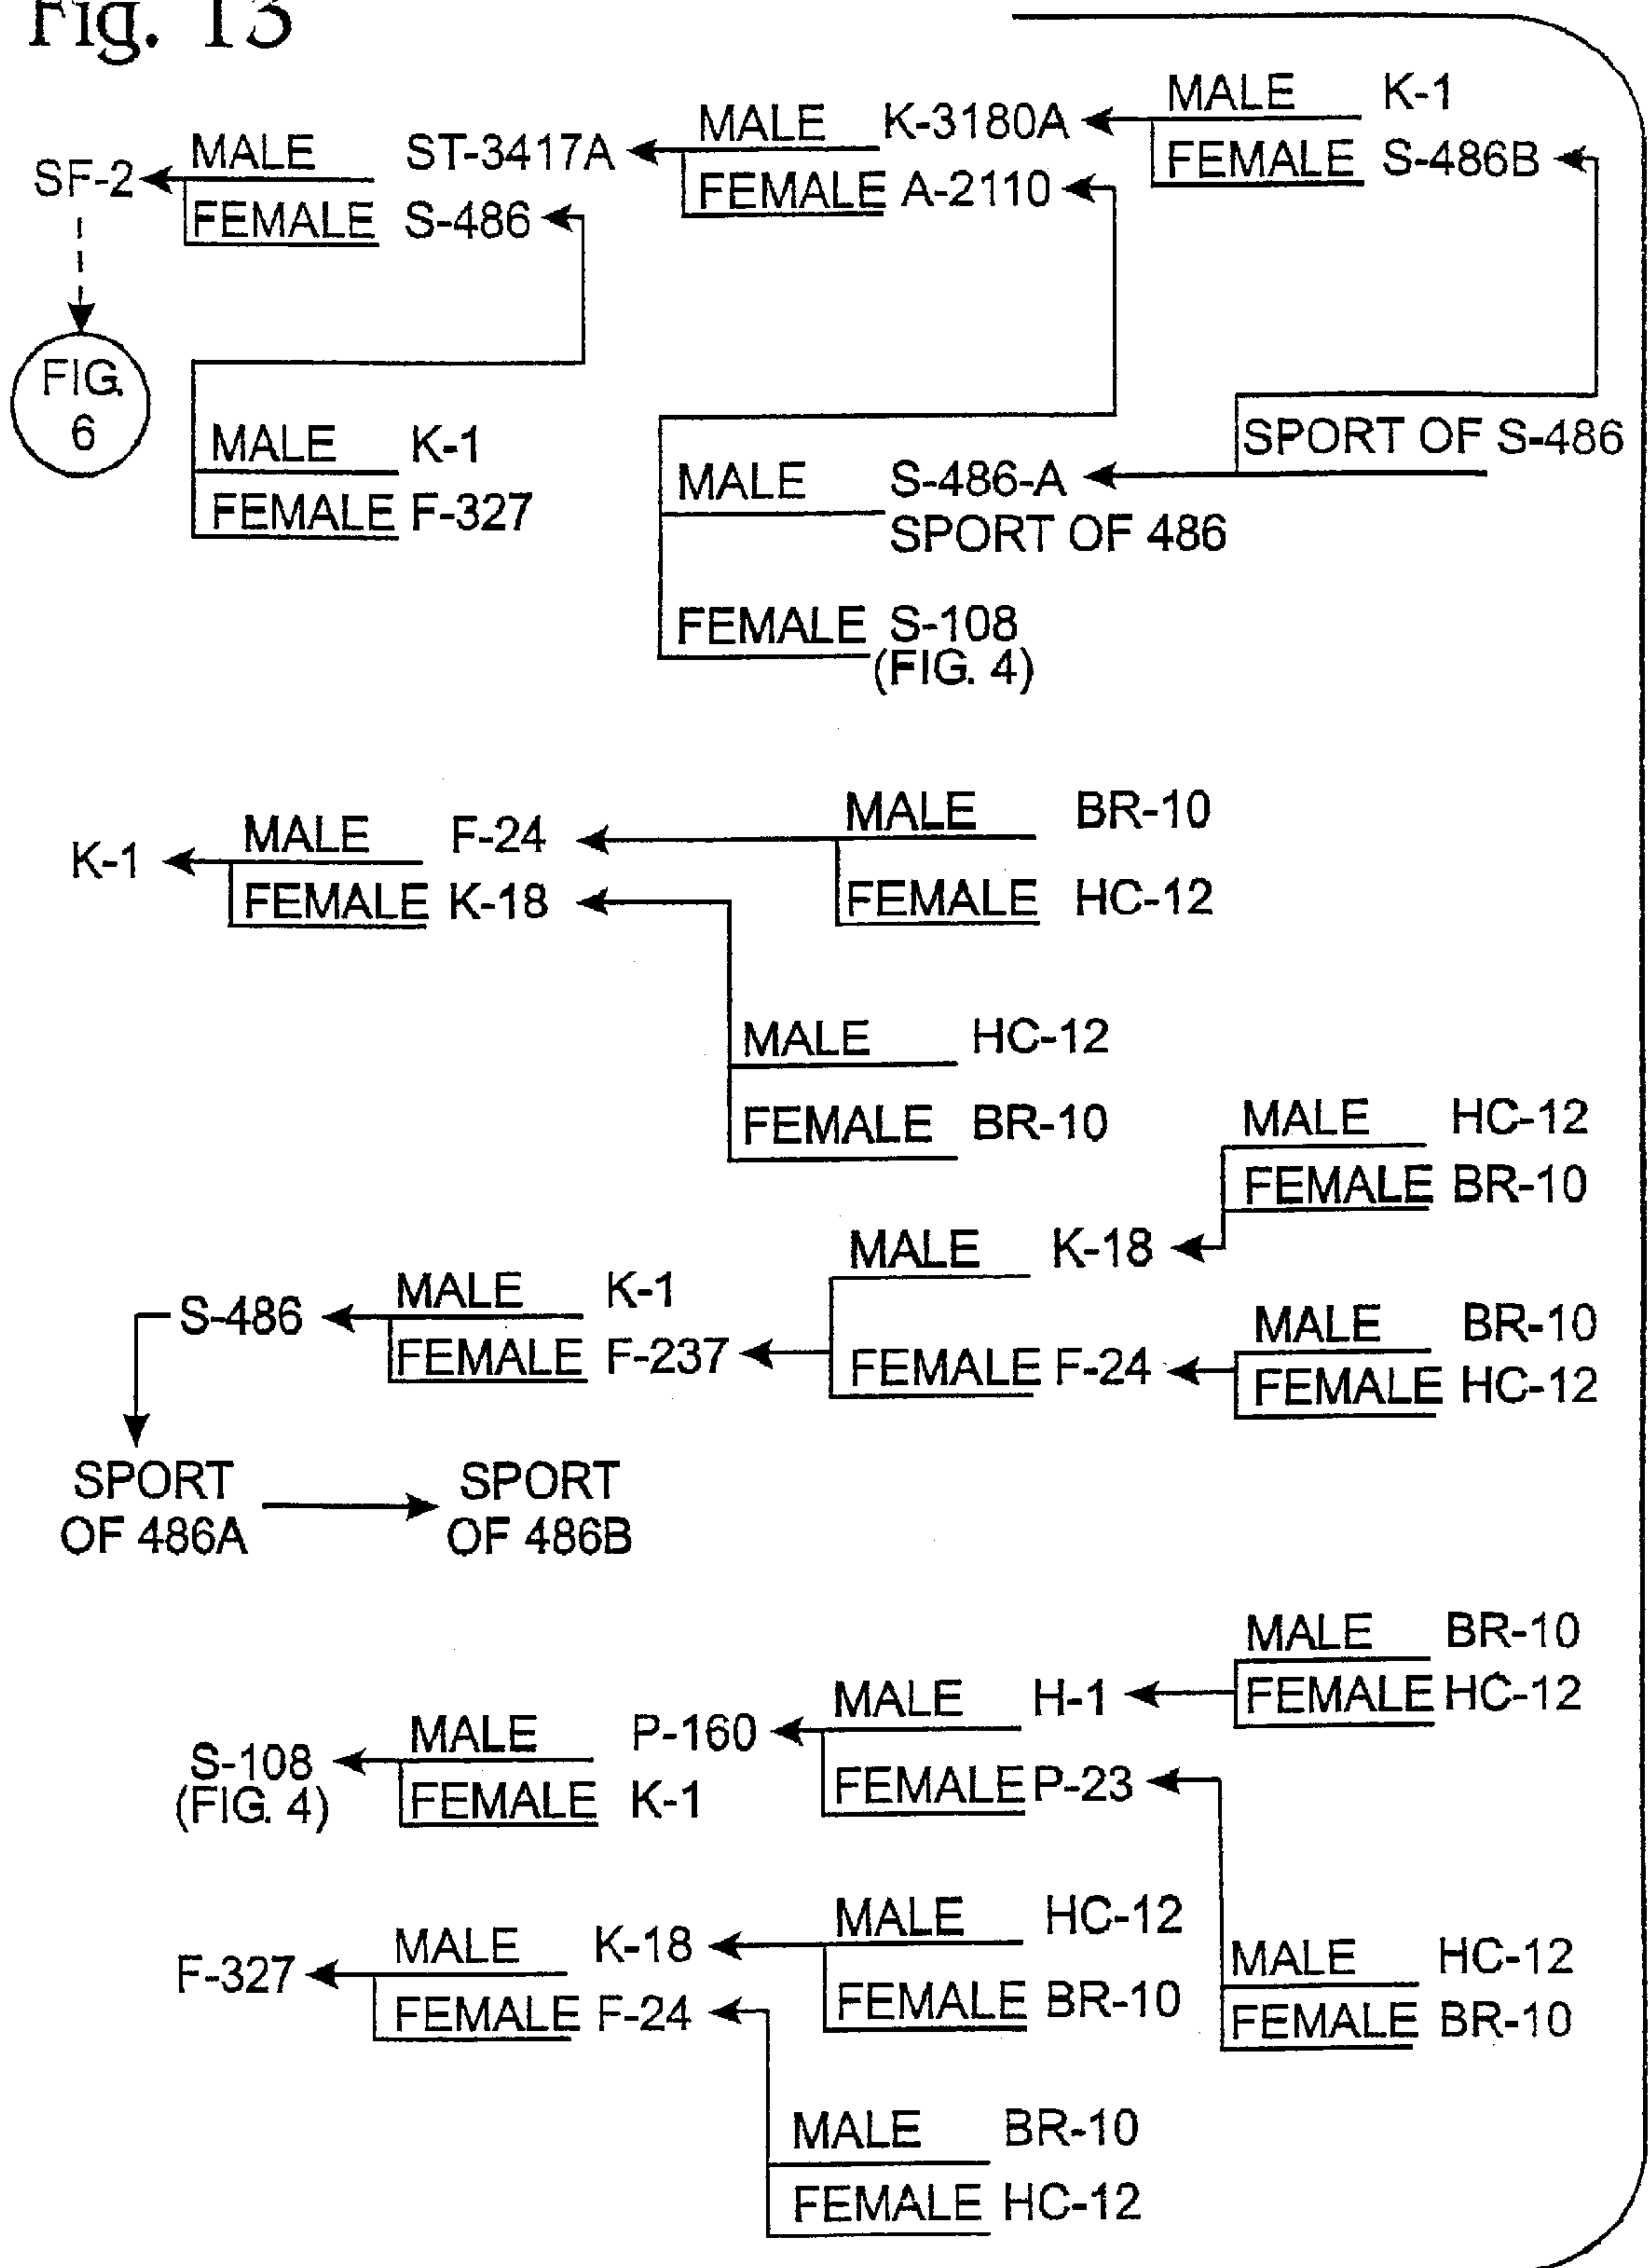 Fig. 13
MALE K-1
MALE K-3180A
MALE ST-3417A
FEMALE S-486B
SF-2
FEMALE A-2110
FEMALE S-486
FIG.
6
MALE K-1
SPORT OF S-486
MALE S-486-A
FEMALE F-327
SPORT OF 486
FEMALE S-108
(FIG. 4)
MALE BR-10
MALE F-24
K-1
FEMALE K-18
FEMALE HC-12
MALE HC-12
FEMALE BR-10
MALE HC-12
FEMALE BR-10
MALE K-18
MALE K-1
S-486
MALE BR-10
FEMALE F-237
FEMALE F-24
FEMALE HC-12
SPORT
OF 486A
SPORT
OF 486B
MALE BR-10
FEMALE HC-12
MALE H-1
MALE P-160
S-108
(FIG. 4)
FEMALE P-23
FEMALE K-1
MALE HC-12
MALE K-18
F-327
MALE HC-12
FEMALE BR-10
FEMALE F-24
FEMALE BR-10
MALE BR-10
FEMALE HC-12